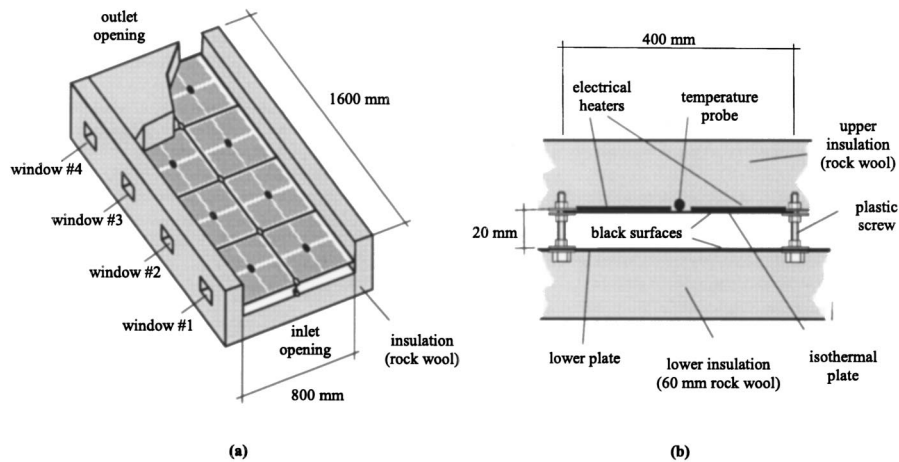 outlet
opening
1600 mm
window #4
window #3
window #2
window #1
inlet
opening
insulation
(rock wool)
800 mm
(a)
400 mm
electrical
heaters
temperature
probe
upper
insulation
(rock wool)
plastic
screw
20 mm
black surfaces
lower plate
lower insulation
(60 mm rock wool)
isothermal
plate
(b)